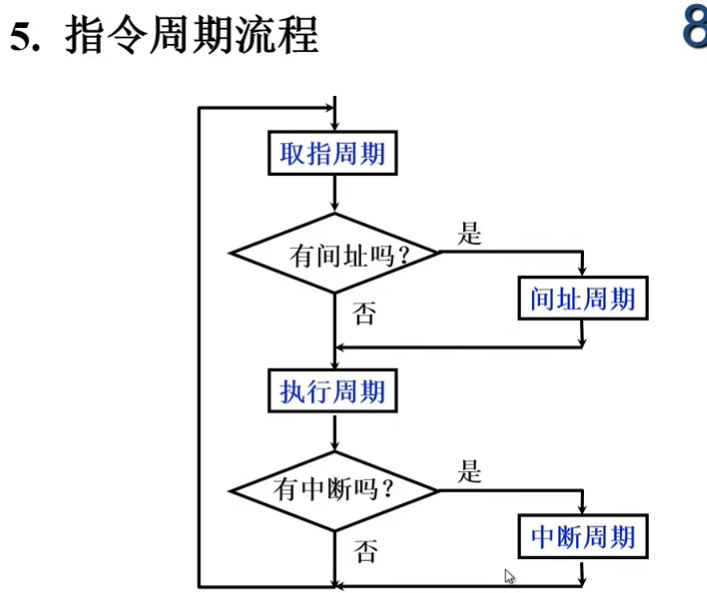 5. 指令周期流程
8
取指周期
有间址吗?
是
间址周期
否
执行周期
有中断吗?
是
中断周期
否